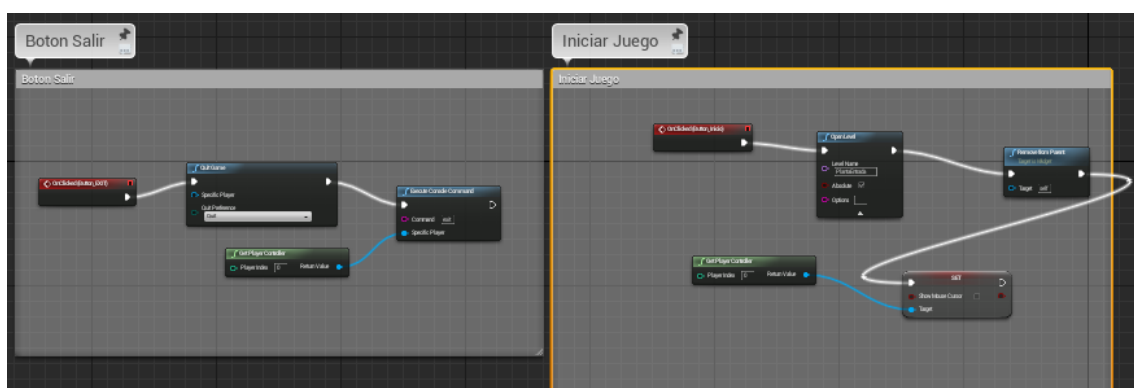 Boton Salir
Boton Salir
OnClicked (Button_EXIT)
Quit Game
Specific Player
Quit Preference
Quit
Execute Console Command
Command exit
Specific Player
Get Player Controller
Player Index 0 Return Value
Iniciar Juego
Iniciar Juego
OnClicked (Button_Inicio)
Open Level
Level Name
Absolute
Options
Remove from Parent
Target is Widget
Target self
Get Player Controller
Player Index 0 Return Value
SET
Show Mouse Cursor
Target